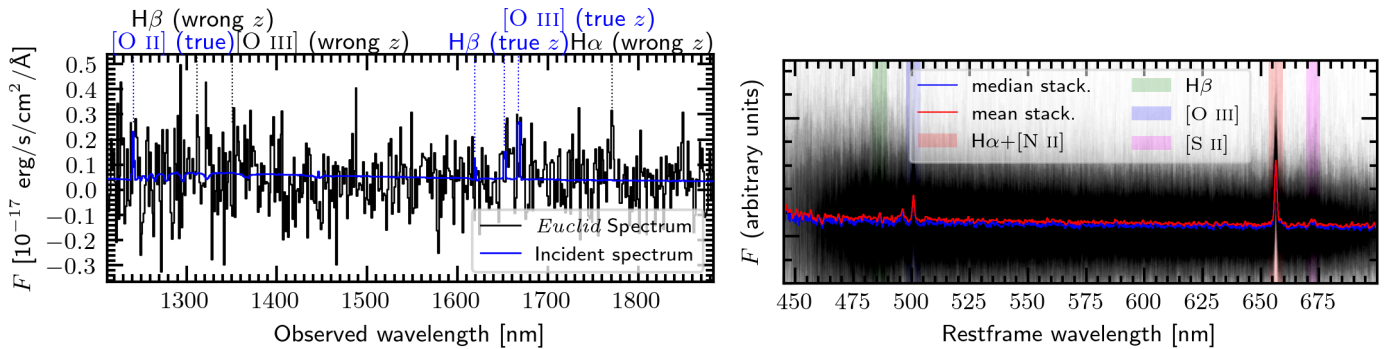 Hβ (wrong z)
[O III] (true z)
[O II] (true)
[O III] (wrong z)
Hβ (true z)
Hα (wrong z)
F [10⁻¹⁷ erg/s/cm²/Å]
0.5
0.4
0.3
0.2
0.1
0.0
−0.1
−0.2
−0.3
Euclid Spectrum
Incident spectrum
1300
1400
1500
1600
1700
1800
Observed wavelength [nm]
F (arbitrary units)
median stack.
mean stack.
Hα+[N II]
Hβ
[O III]
[S II]
450
475
500
525
550
575
600
625
650
675
Restframe wavelength [nm]